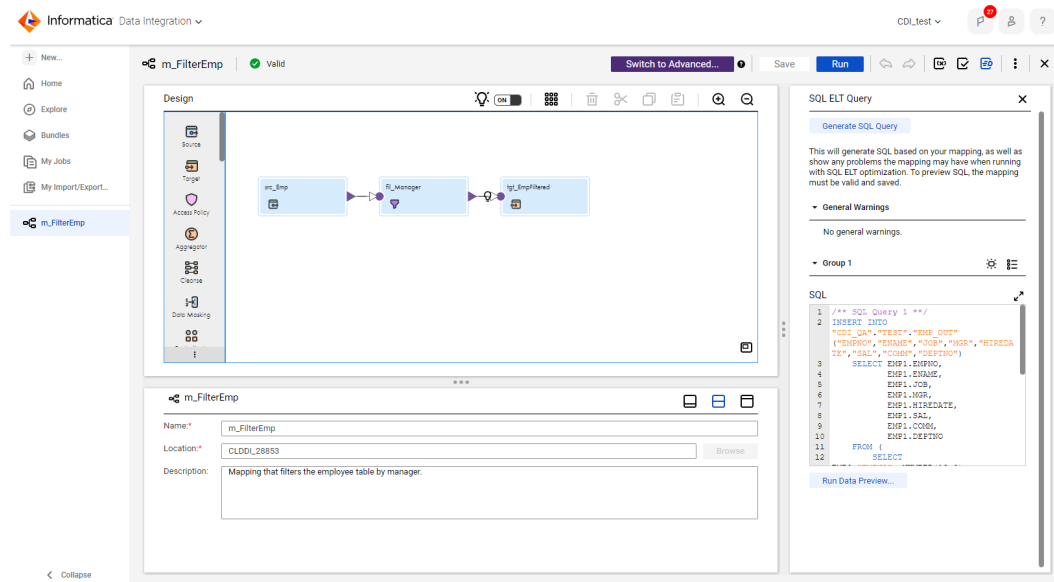 Informatica Data Integration
CDI_test
27
?
New...
Home
Explore
Bundles
My Jobs
My Import/Export...
m_FilterEmp
Collapse
m_FilterEmp
Valid
Switch to Advanced...
Save
Run
Design
ON
Source
Target
Access Policy
Aggregator
Cleanse
Data Masking
src_Emp
fil_Manager
tgt_EmpFiltered
m_FilterEmp
Name:*
m_FilterEmp
Location:*
CLDDI_28853
Browse
Description:
Mapping that filters the employee table by manager.
SQL ELT Query
Generate SQL Query
This will generate SQL based on your mapping, as well as
show any problems the mapping may have when running
with SQL ELT optimization. To preview SQL, the mapping
must be valid and saved.
General Warnings
No general warnings.
Group 1
SQL
1 /** SQL Query 1 **/
2 INSERT INTO
"CDI_QA"."TEST"."EMP_OUT"
("EMPNO","ENAME","JOB","MGR","HIREDA
TE","SAL","COMM","DEPTNO")
3 SELECT EMP1.EMPNO,
4 EMP1.ENAME,
5 EMP1.JOB,
6 EMP1.MGR,
7 EMP1.HIREDATE,
8 EMP1.SAL,
9 EMP1.COMM,
10 EMP1.DEPTNO
11 FROM (
12 SELECT
Run Data Preview...